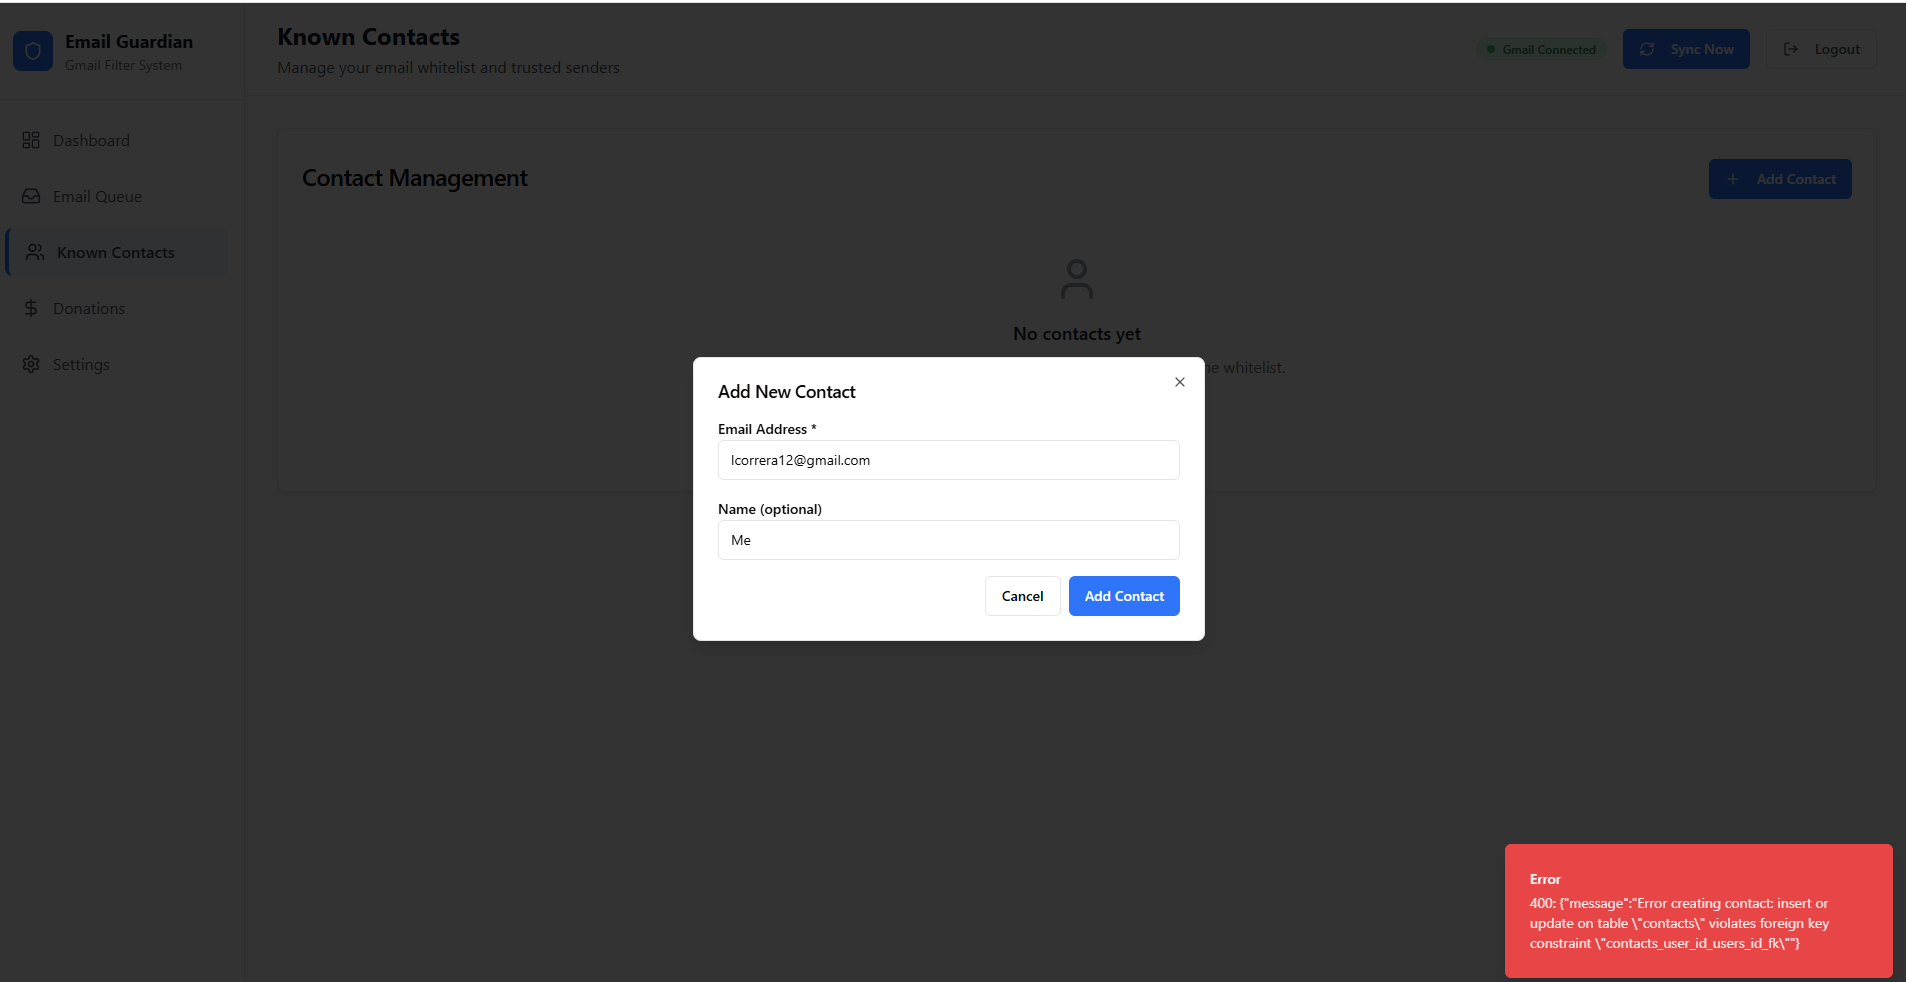 Email Guardian
Gmail Filter System
Dashboard
Email Queue
Known Contacts
Donations
Settings
Known Contacts
Manage your email whitelist and trusted senders
Gmail Connected
Sync Now
Logout
Contact Management
Add Contact
No contacts yet
whitelist.
Add New Contact
Email Address *
lcorrera12@gmail.com
Name (optional)
Me
Cancel
Add Contact
Error
400: {"message":"Error creating contact: insert or
update on table \"contacts\" violates foreign key
constraint \"contacts_user_id_users_id_fk\""}